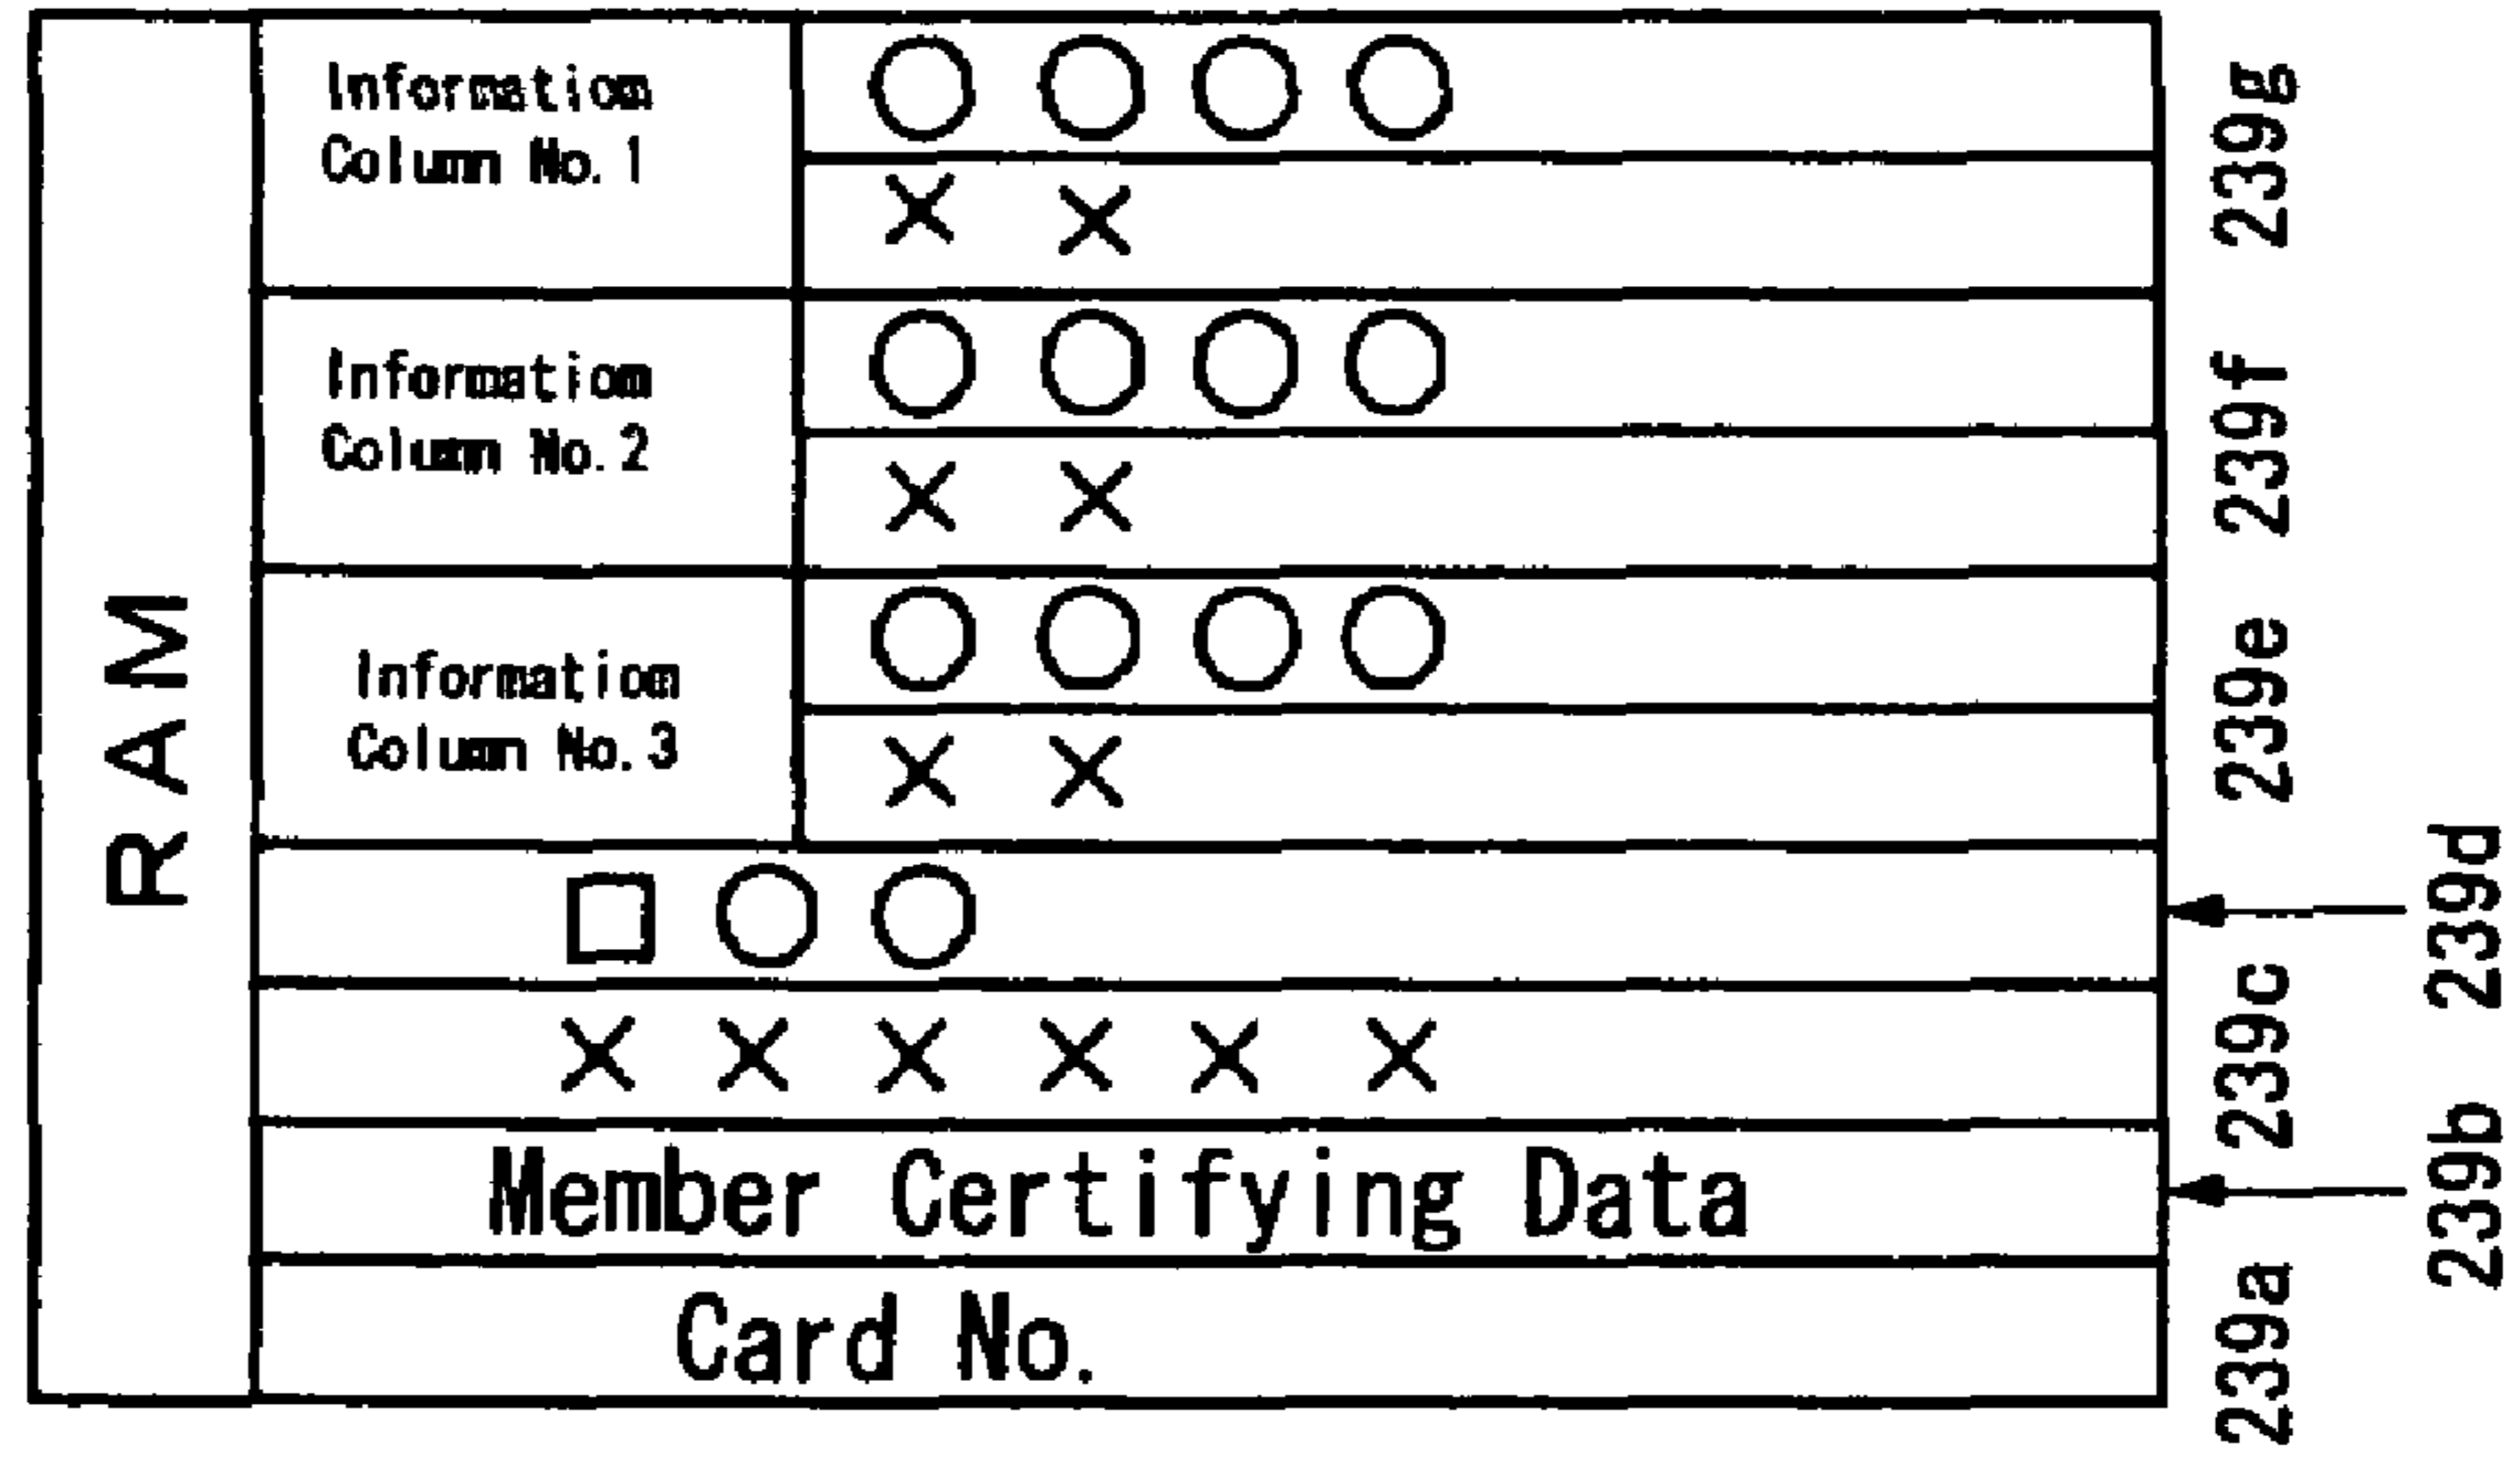 RAM
Information
Column No.1
○ ○ ○ ○
× ×
239g
Information
Column No.2
○ ○ ○ ○
× ×
239f
Information
Column No.3
○ ○ ○ ○
× ×
239e
□ ○ ○
239d
× × × × × ×
239c
Member Certifying Data
239b
Card No.
239a